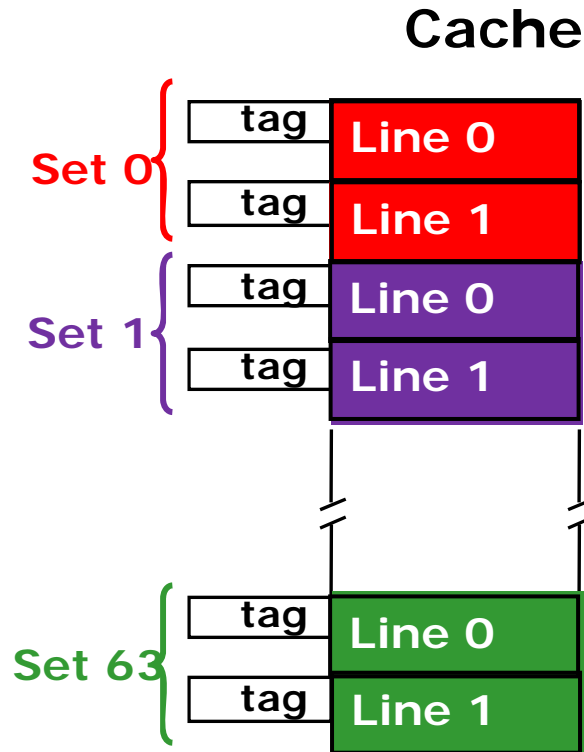 Cache
Set 0
tag
Line 0
tag
Line 1
Set 1
tag
Line 0
tag
Line 1
Set 63
tag
Line 0
tag
Line 1